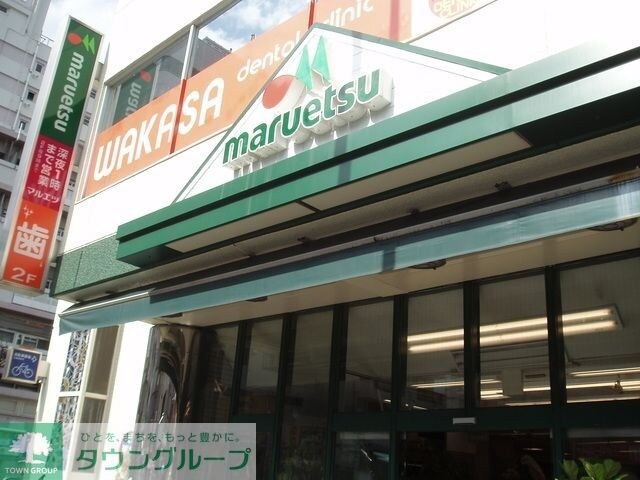 maruetsu
深夜1時
まで営業
マルエツ
歯
2F
WAKASA dental clinic
maruetsu
ひとを、まちを、もっと豊かに。
タウングループ
TOWN GROUP